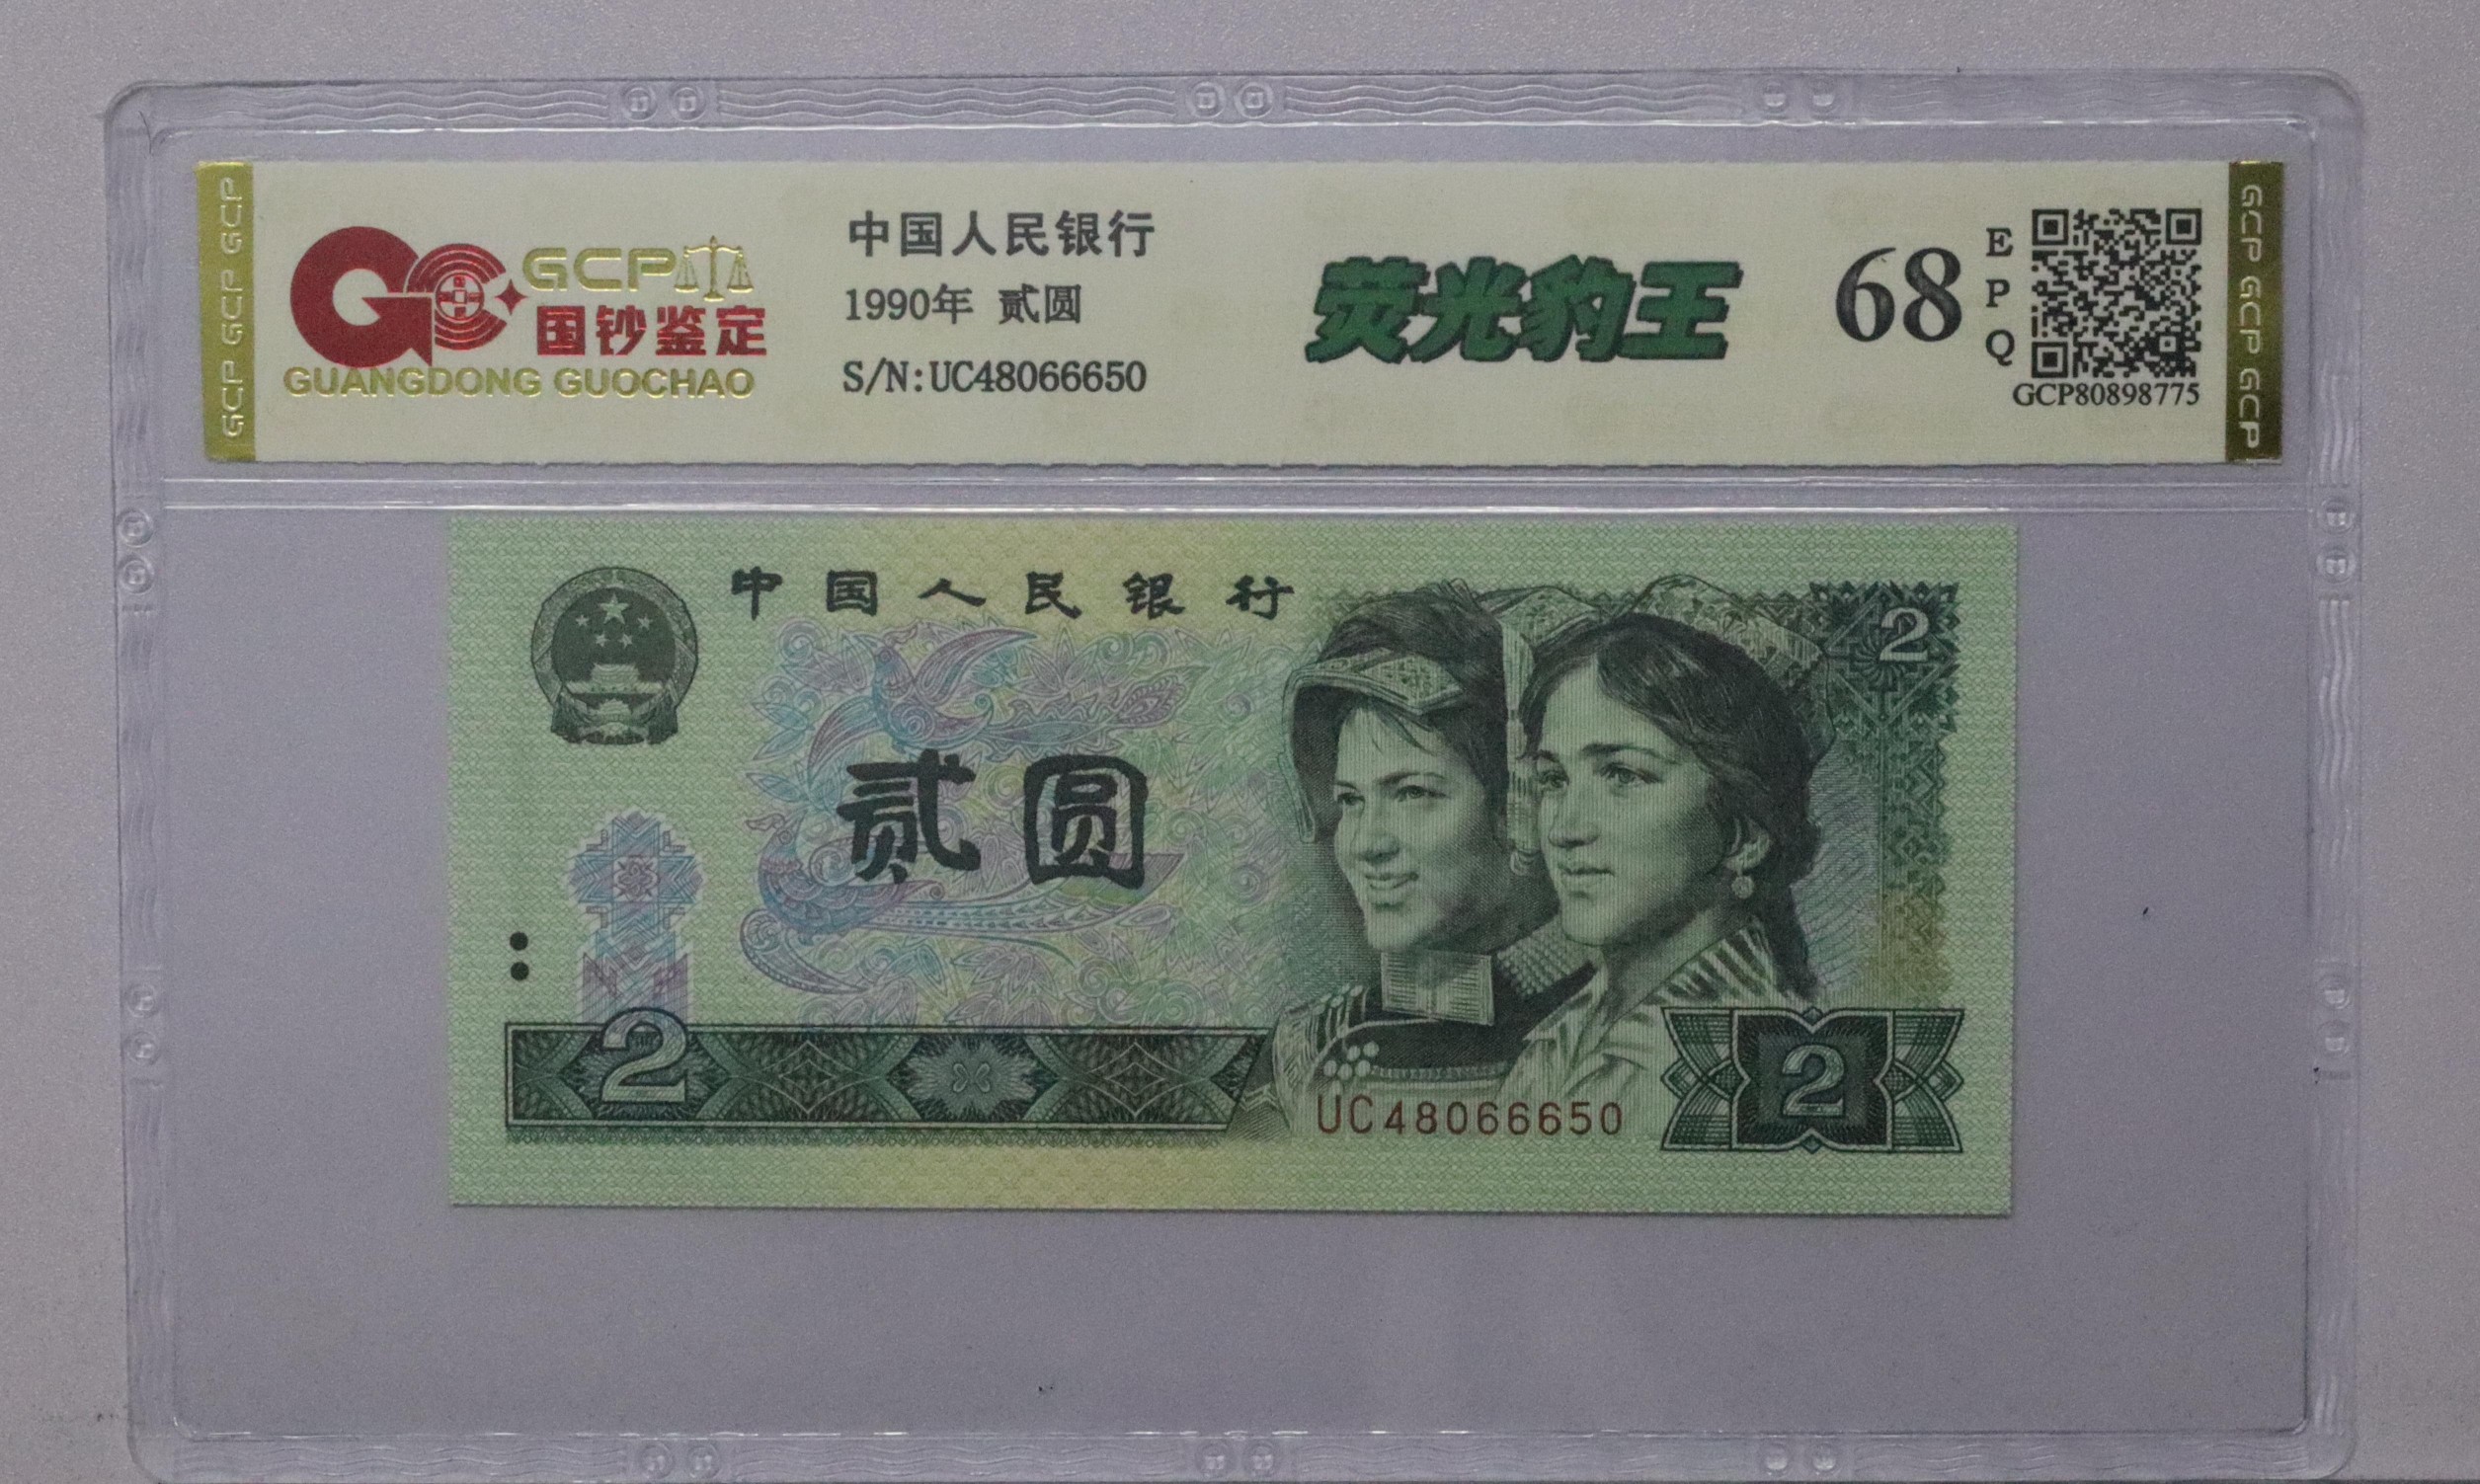 GCP GCP GCP
GCP
国钞鉴定
GUANGDONG GUOCHAO
中国人民银行
1990年 贰圆
S/N:UC48066650
荧光豹王
68
EPQ
GCP80898775
GCP GCP GCP
中国人民银行
2
贰圆
2
UC48066650
2